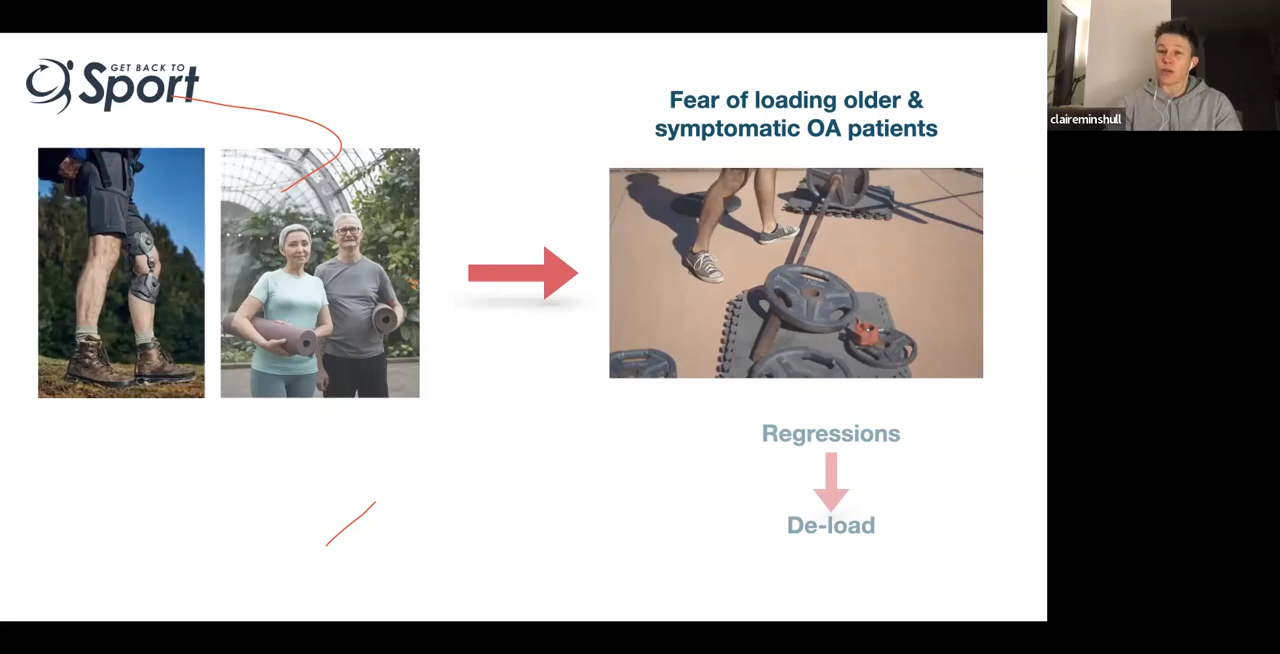 GET BACK TO
Sport
Fear of loading older &
symptomatic OA patients
Regressions
De-load
claireminshull